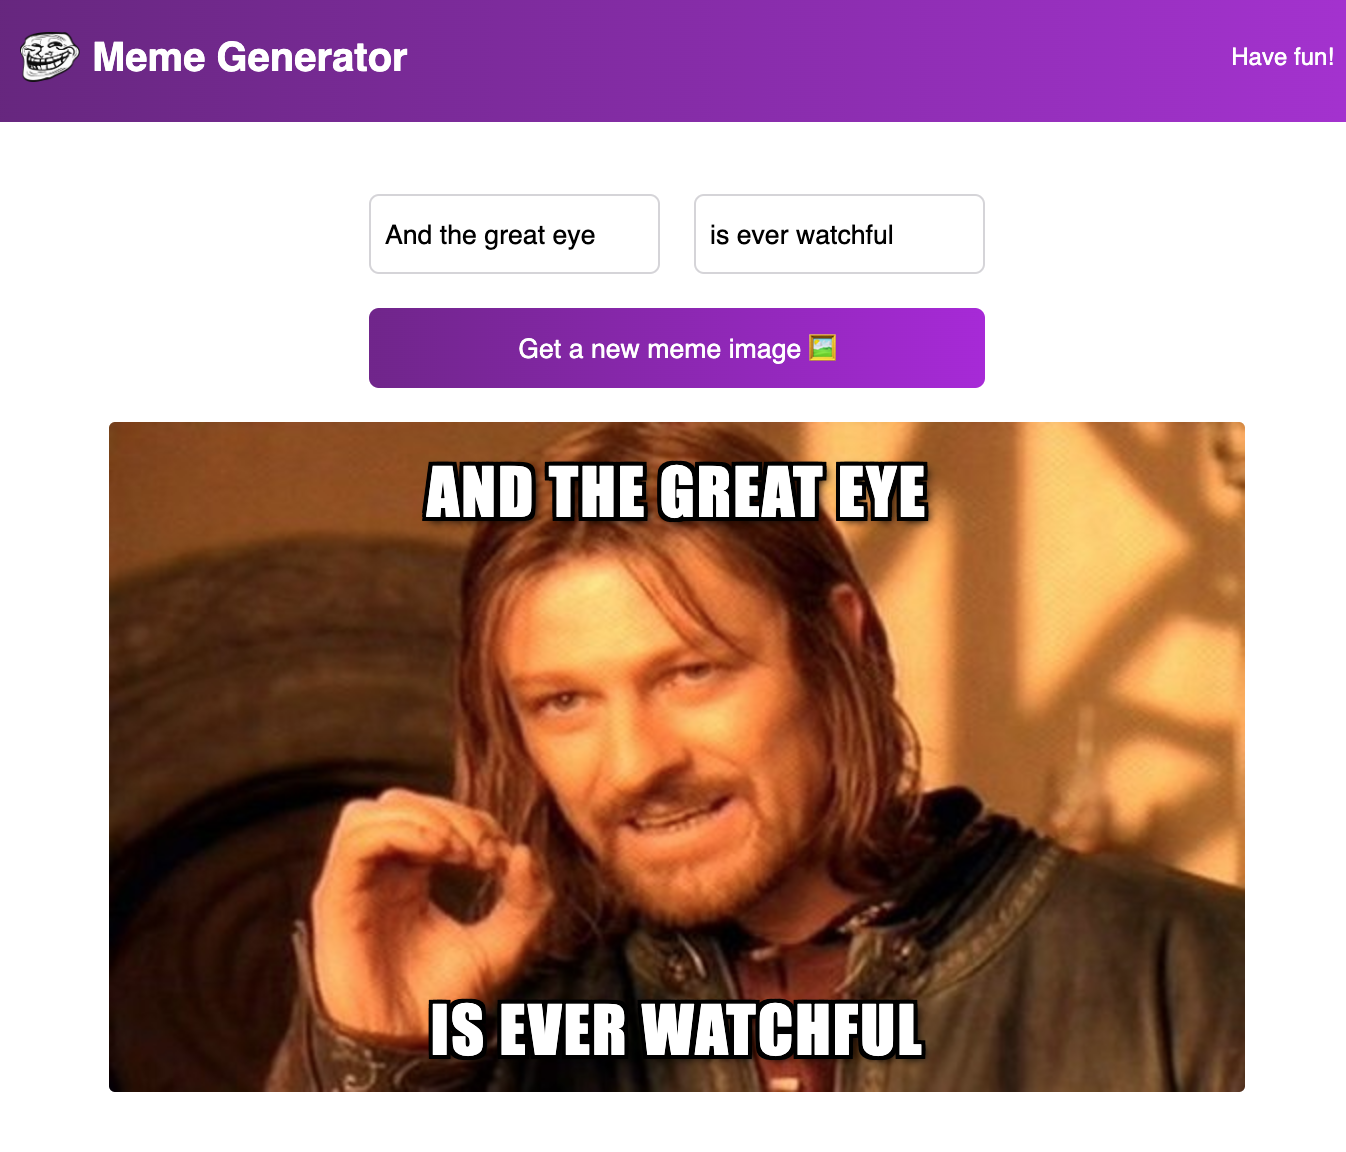 Meme Generator
Have fun!
And the great eye
is ever watchful
Get a new meme image
AND THE GREAT EYE
IS EVER WATCHFUL